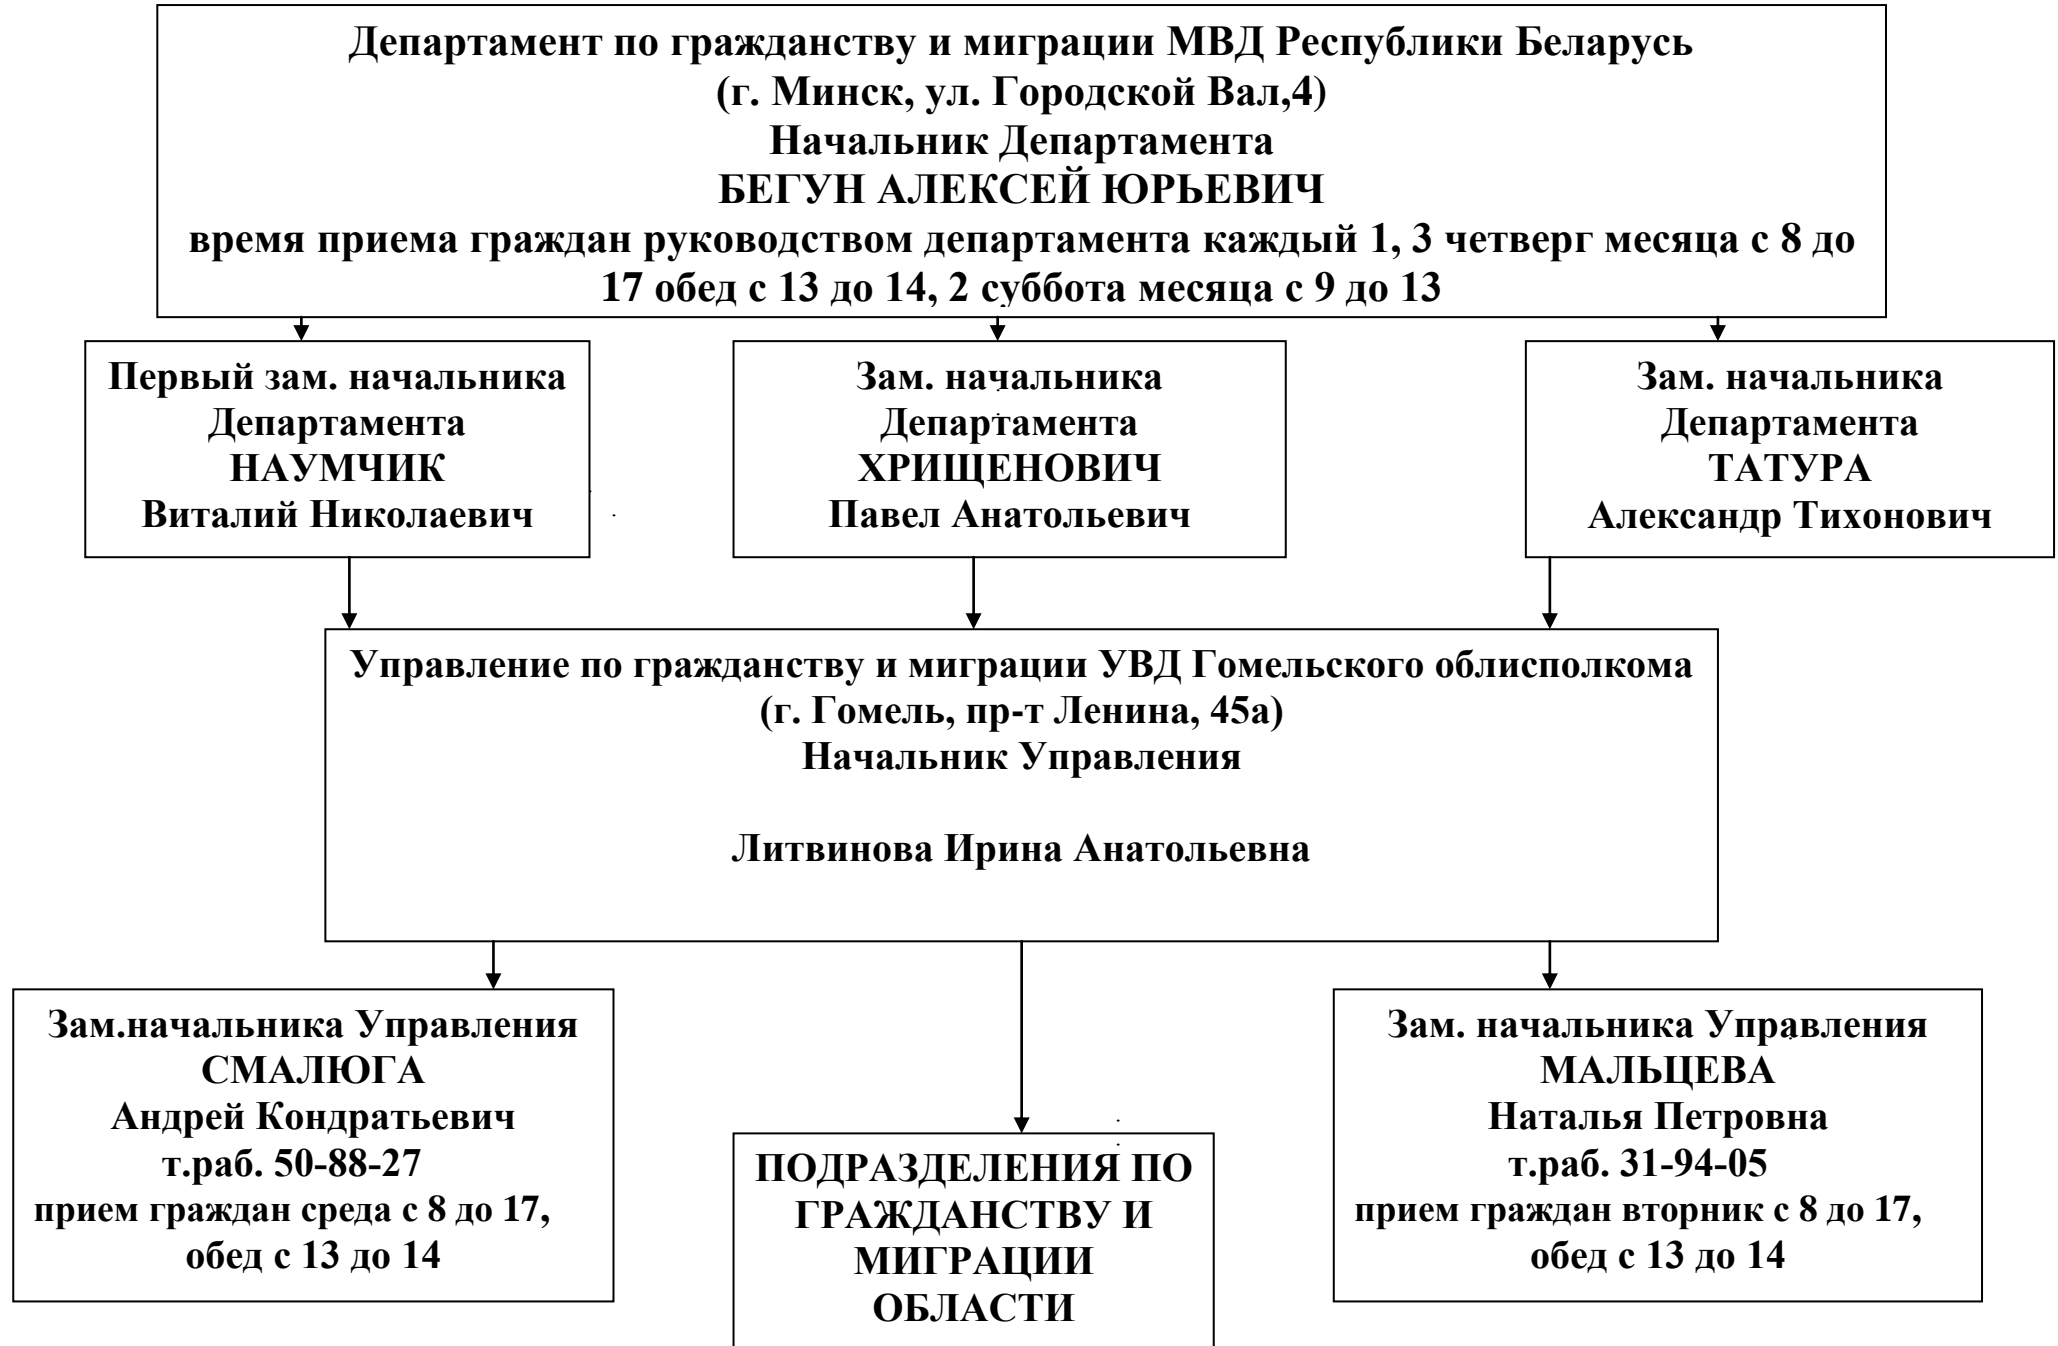 Департамент по гражданству и миграции МВД Республики Беларусь
(г. Минск, ул. Городской Вал,4)
Начальник Департамента
БЕГУН АЛЕКСЕЙ ЮРЬЕВИЧ
время приема граждан руководством департамента каждый 1, 3 четверг месяца с 8 до
17 обед с 13 до 14, 2 суббота месяца с 9 до 13
Первый зам. начальника
Департамента
НАУМЧИК
Виталий Николаевич
Зам. начальника
Департамента
ХРИЩЕНОВИЧ
Павел Анатольевич
Зам. начальника
Департамента
ТАТУРА
Александр Тихонович
Управление по гражданству и миграции УВД Гомельского облисполкома
(г. Гомель, пр-т Ленина, 45а)
Начальник Управления
Литвинова Ирина Анатольевна
Зам.начальника Управления
СМАЛЮГА
Андрей Кондратьевич
т.раб. 50-88-27
прием граждан среда с 8 до 17,
обед с 13 до 14
ПОДРАЗДЕЛЕНИЯ ПО
ГРАЖДАНСТВУ И
МИГРАЦИИ
ОБЛАСТИ
Зам. начальника Управления
МАЛЬЦЕВА
Наталья Петровна
т.раб. 31-94-05
прием граждан вторник с 8 до 17,
обед с 13 до 14